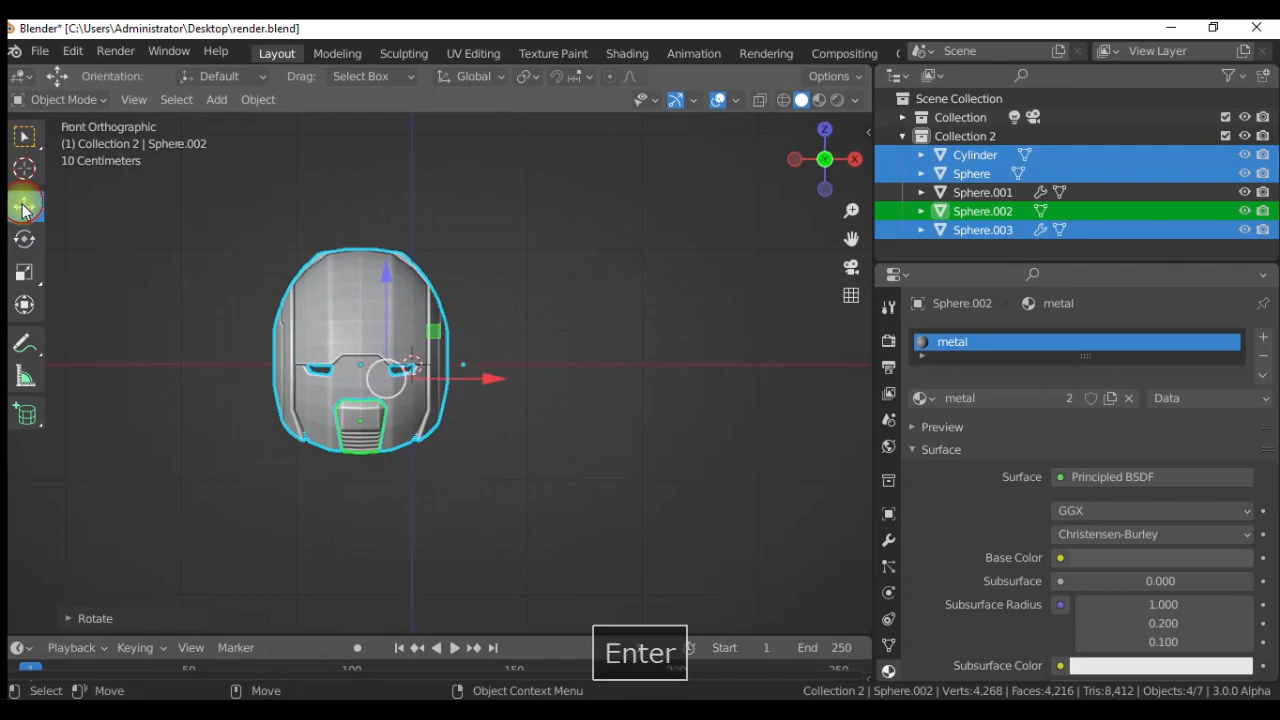 Blender* [C:\Users\Administrator\Desktop\render.blend]
File Edit Render Window Help Layout Modeling Sculpting UV Editing Texture Paint Shading Animation Rendering Compositing Scene View Layer
Orientation: Default Drag: Select Box Global Options
Object Mode View Select Add Object
Front Orthographic
(1) Collection 2 | Sphere.002
10 Centimeters
Z
Y
X
Rotate
Scene Collection
Collection
Collection 2
Cylinder
Sphere
Sphere.001
Sphere.002
Sphere.003
Sphere.002 metal
metal
metal 2 Data
Preview
Surface
Surface Principled BSDF
GGX
Christensen-Burley
Base Color
Subsurface 0.000
Subsurface Radius 1.000
0.200
0.100
Subsurface Color
Enter
Playback Keying View Marker Start 1 End 250
1 50 100 150 200 250
Select Move Move Object Context Menu Collection 2 | Sphere.002 | Verts:4,268 | Faces:4,216 | Tris:8,412 | Objects:4/7 | 3.0.0 Alpha